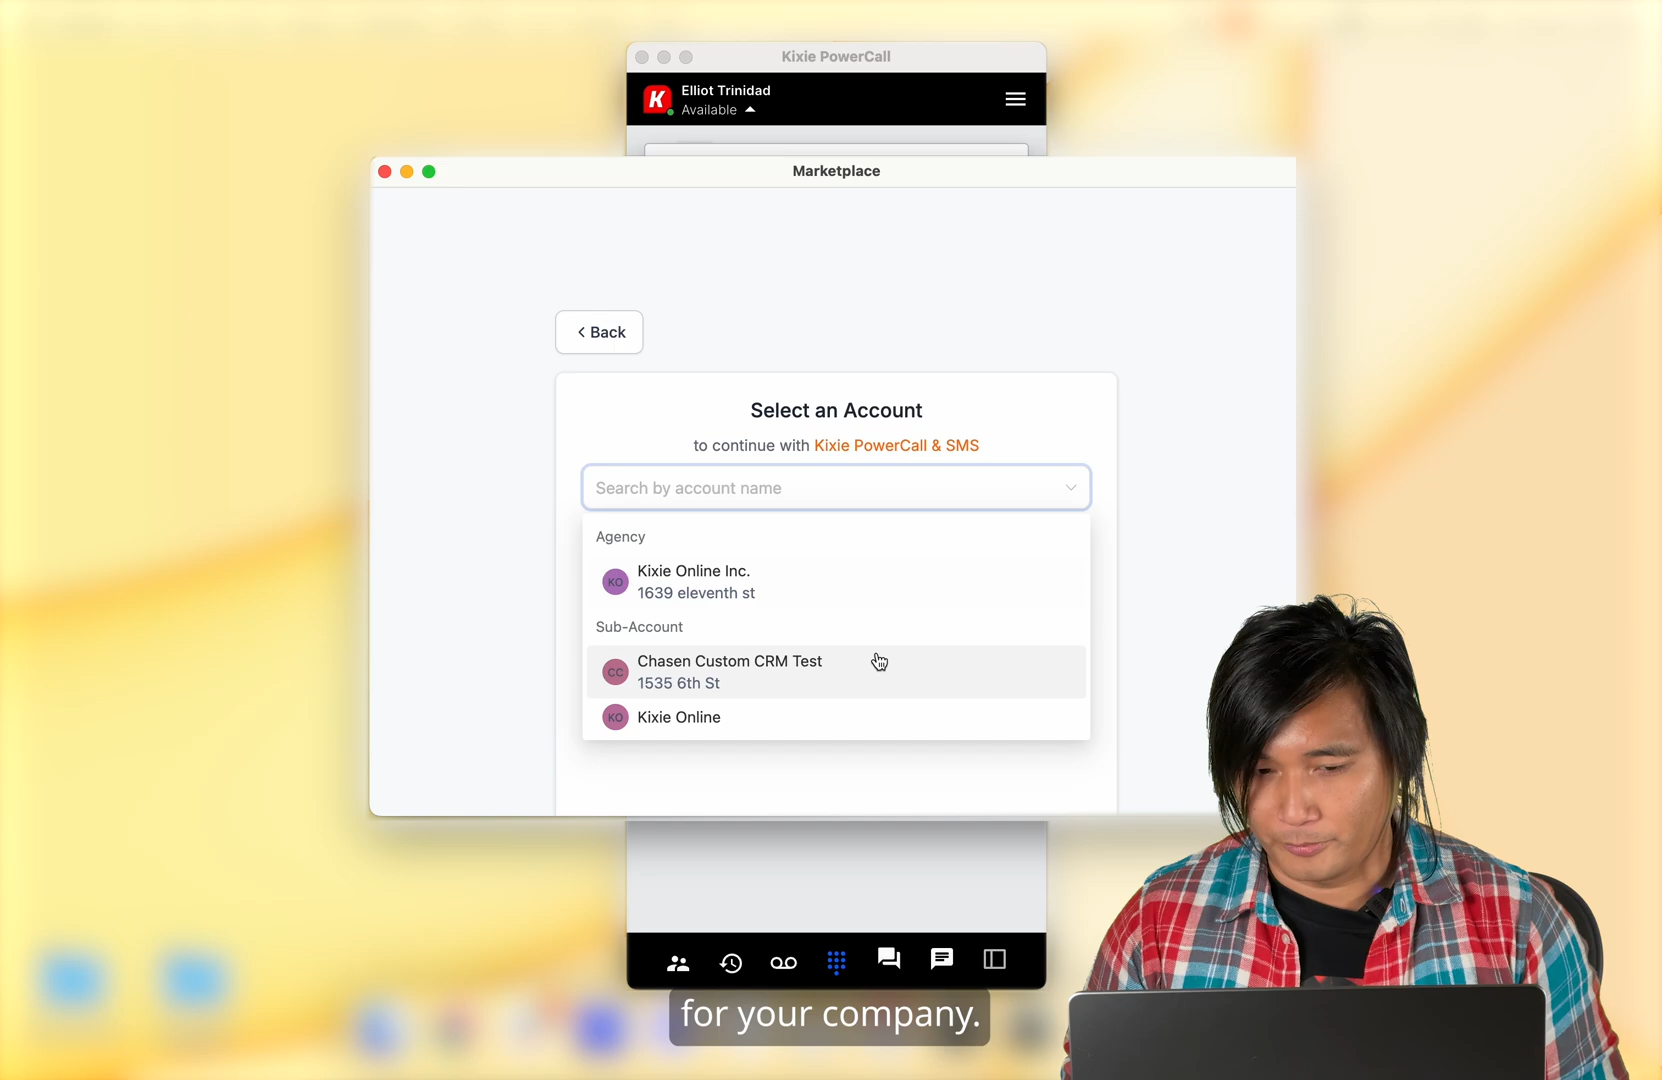 Kixie PowerCall
K
Elliot Trinidad
Available
Marketplace
Back
Select an Account
to continue with Kixie PowerCall & SMS
Search by account name
Agency
KO
Kixie Online Inc.
1639 eleventh st
Sub-Account
CC
Chasen Custom CRM Test
1535 6th St
KO
Kixie Online
for your company.